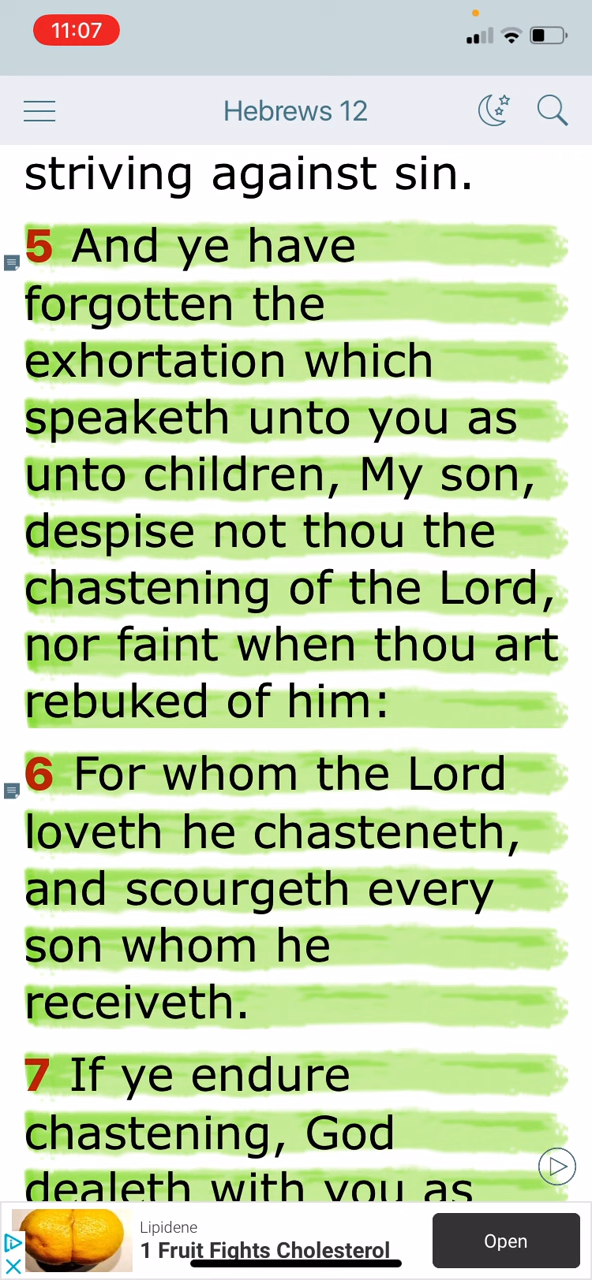 11:07
Hebrews 12
striving against sin.
5 And ye have
forgotten the
exhortation which
speaketh unto you as
unto children, My son,
despise not thou the
chastening of the Lord,
nor faint when thou art
rebuked of him:
6 For whom the Lord
loveth he chasteneth,
and scourgeth every
son whom he
receiveth.
7 If ye endure
chastening, God
dealeth with you as
Lipidene
1 Fruit Fights Cholesterol
Open